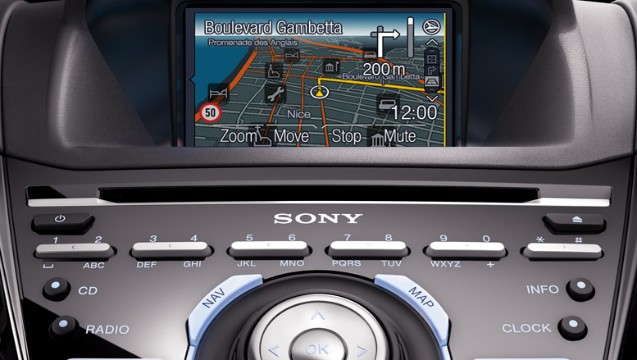 Boulevard Gambetta
Promenade des Anglais
200 m
Boulevard Gambetta
50
Nice
12:00
Zoom Move Stop Mute
SONY
1 2 3 4 5 6 7 8 9 0 * #
ABC DEF GHI JKL MNO PQRS TUV WXYZ +
CD NAV MAP INFO
RADIO OK CLOCK